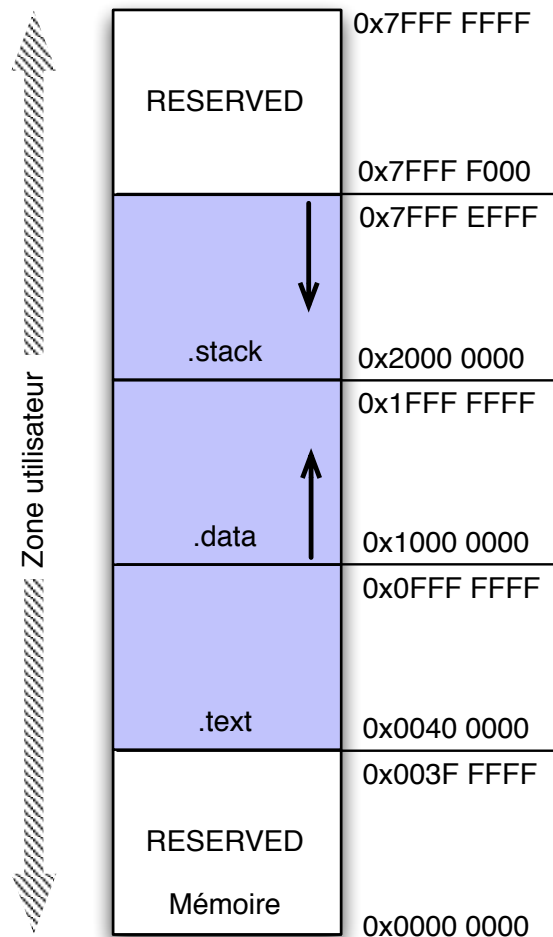 0x7FFF FFFF
RESERVED
0x7FFF F000
0x7FFF EFFF
.stack
0x2000 0000
0x1FFF FFFF
Zone utilisateur
.data
0x1000 0000
0x0FFF FFFF
.text
0x0040 0000
0x003F FFFF
RESERVED
Mémoire
0x0000 0000